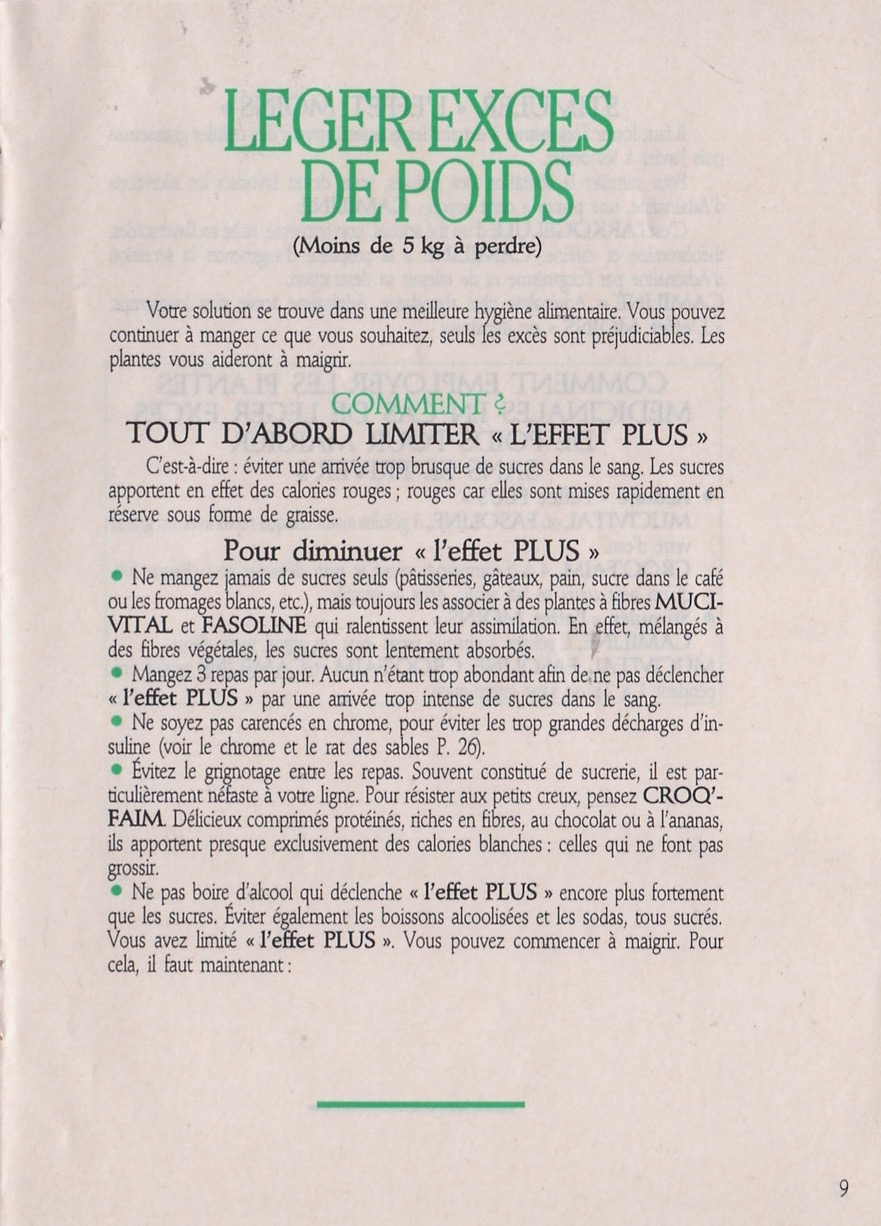 LEGER EXCES
DE POIDS
(Moins de 5 kg à perdre)
Votre solution se trouve dans une meilleure hygiène alimentaire. Vous pouvez
continuer à manger ce que vous souhaitez, seuls les excès sont préjudiciables. Les
plantes vous aideront à maigrir.
COMMENT ?
TOUT D'ABORD LIMITER « L'EFFET PLUS »
C'est-à-dire : éviter une arrivée trop brusque de sucres dans le sang. Les sucres
apportent en effet des calories rouges ; rouges car elles sont mises rapidement en
réserve sous forme de graisse.
Pour diminuer « l'effet PLUS »
• Ne mangez jamais de sucres seuls (pâtisseries, gâteaux, pain, sucre dans le café
ou les fromages blancs, etc.), mais toujours les associer à des plantes à fibres MUCI-
VITAL et FASOLINE qui ralentissent leur assimilation. En effet, mélangés à
des fibres végétales, les sucres sont lentement absorbés.
• Mangez 3 repas par jour. Aucun n'étant trop abondant afin de ne pas déclencher
« l'effet PLUS » par une arrivée trop intense de sucres dans le sang.
• Ne soyez pas carencés en chrome, pour éviter les trop grandes décharges d'in-
suline (voir le chrome et le rat des sables P. 26).
• Évitez le grignotage entre les repas. Souvent constitué de sucrerie, il est par-
ticulièrement néfaste à votre ligne. Pour résister aux petits creux, pensez CROQ'-
FAIM. Délicieux comprimés protéinés, riches en fibres, au chocolat ou à l'ananas,
ils apportent presque exclusivement des calories blanches : celles qui ne font pas
grossir.
• Ne pas boire d'alcool qui déclenche « l'effet PLUS » encore plus fortement
que les sucres. Éviter également les boissons alcoolisées et les sodas, tous sucrés.
Vous avez limité « l'effet PLUS ». Vous pouvez commencer à maigrir. Pour
cela, il faut maintenant :
9